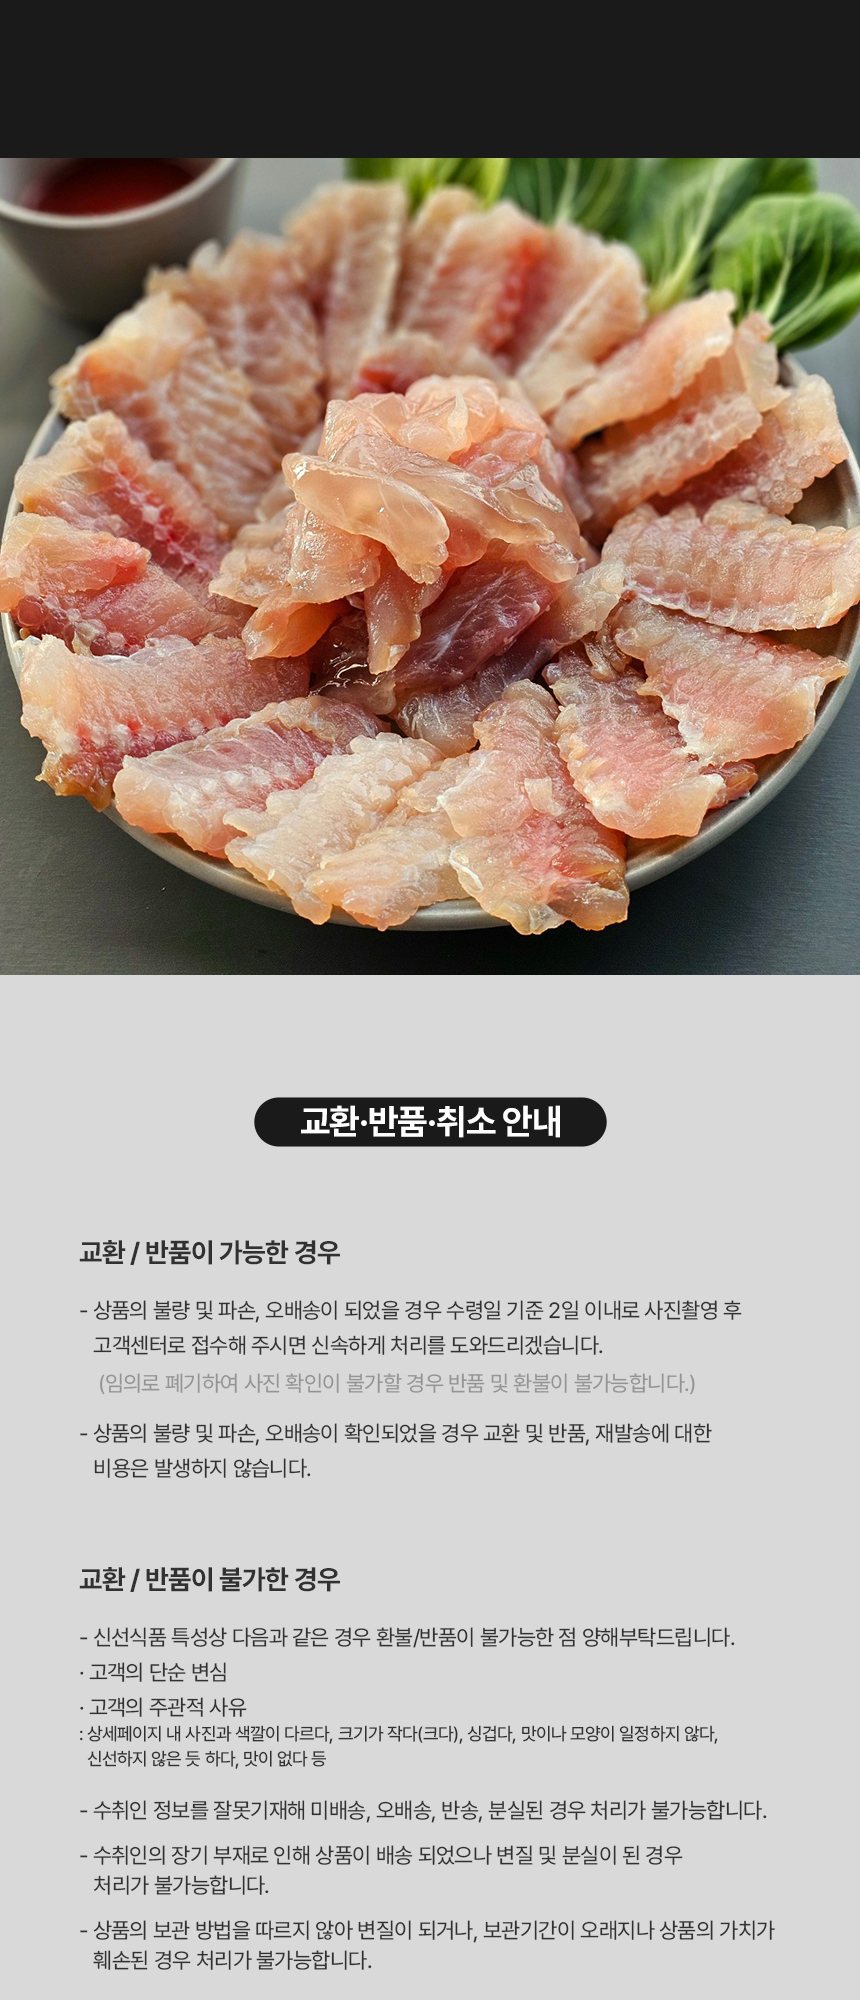 교환·반품·취소 안내
교환 / 반품이 가능한 경우
- 상품의 불량 및 파손, 오배송이 되었을 경우 수령일 기준 2일 이내로 사진촬영 후
고객센터로 접수해 주시면 신속하게 처리를 도와드리겠습니다.
(임의로 폐기하여 사진 확인이 불가할 경우 반품 및 환불이 불가능합니다.)
- 상품의 불량 및 파손, 오배송이 확인되었을 경우 교환 및 반품, 재발송에 대한
비용은 발생하지 않습니다.
교환 / 반품이 불가한 경우
- 신선식품 특성상 다음과 같은 경우 환불/반품이 불가능한 점 양해부탁드립니다.
· 고객의 단순 변심
· 고객의 주관적 사유
: 상세페이지 내 사진과 색깔이 다르다, 크기가 작다(크다), 싱겁다, 맛이나 모양이 일정하지 않다,
신선하지 않은 듯 하다, 맛이 없다 등
- 수취인 정보를 잘못기재해 미배송, 오배송, 반송, 분실된 경우 처리가 불가능합니다.
- 수취인의 장기 부재로 인해 상품이 배송 되었으나 변질 및 분실이 된 경우
처리가 불가능합니다.
- 상품의 보관 방법을 따르지 않아 변질이 되거나, 보관기간이 오래지나 상품의 가치가
훼손된 경우 처리가 불가능합니다.